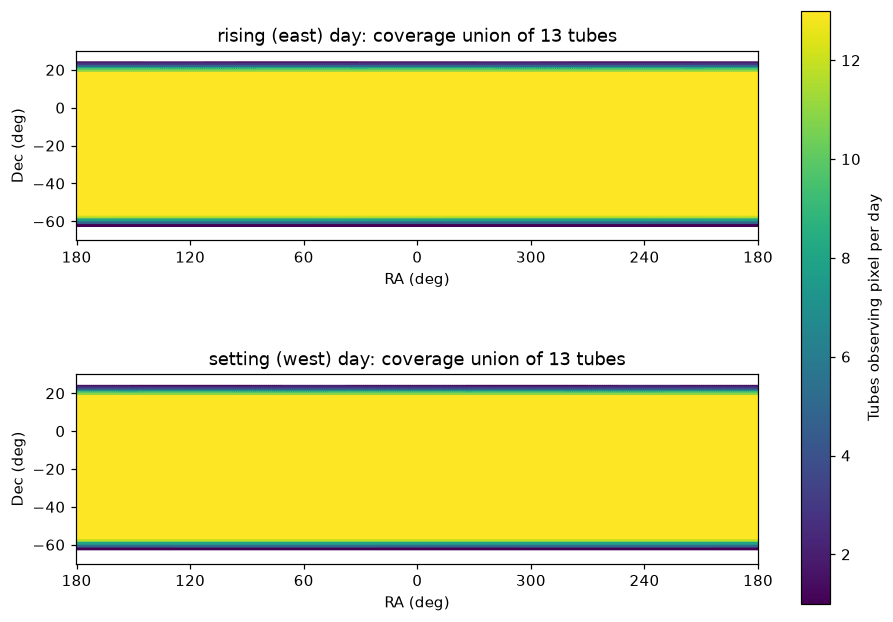 rising (east) day: coverage union of 13 tubes
20
0
−20
−40
−60
Dec (deg)
180 120 60 0 300 240 180
RA (deg)
setting (west) day: coverage union of 13 tubes
20
0
−20
−40
−60
Dec (deg)
180 120 60 0 300 240 180
RA (deg)
12
10
8
6
4
2
Tubes observing pixel per day